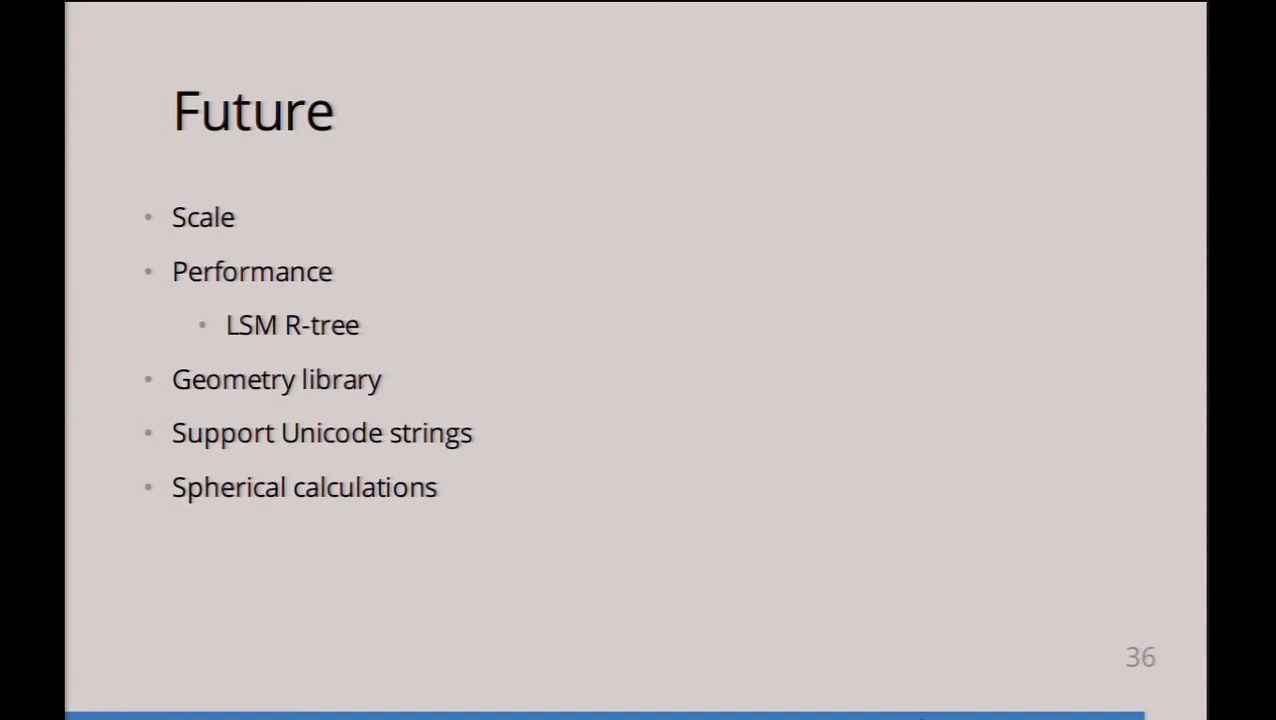 Future
• Scale
• Performance
• LSM R-tree
• Geometry library
• Support Unicode strings
• Spherical calculations
36